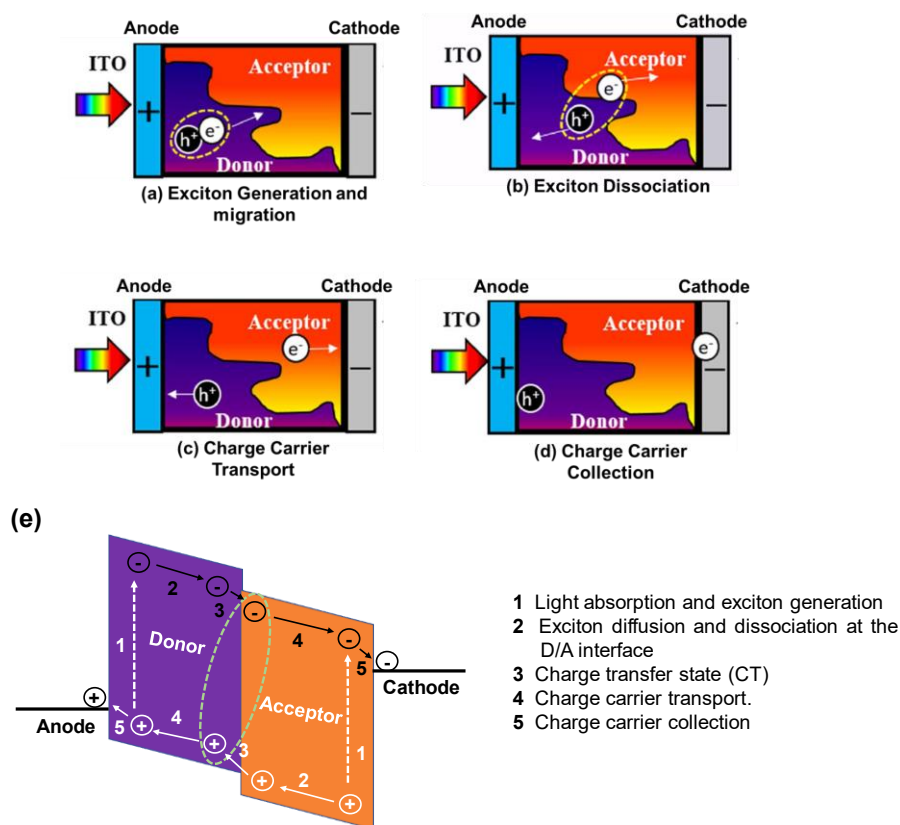 Anode Cathode
ITO
Acceptor
+
−
h+ e-
Donor
(a) Exciton Generation and
migration
Anode Cathode
ITO
Acceptor
e-
+
−
h+
Donor
(b) Exciton Dissociation
Anode Cathode
ITO
Acceptor
e-
+
−
h+
Donor
(c) Charge Carrier
Transport
Anode Cathode
ITO
Acceptor
e-
+
−
h+
Donor
(d) Charge Carrier
Collection
(e)
- 2 -
3 -
4 -
5 -
1 Donor
Cathode
+
Anode
5 + 4
+ 3
Acceptor
1
+ 2 +
1 Light absorption and exciton generation
2 Exciton diffusion and dissociation at the
D/A interface
3 Charge transfer state (CT)
4 Charge carrier transport.
5 Charge carrier collection